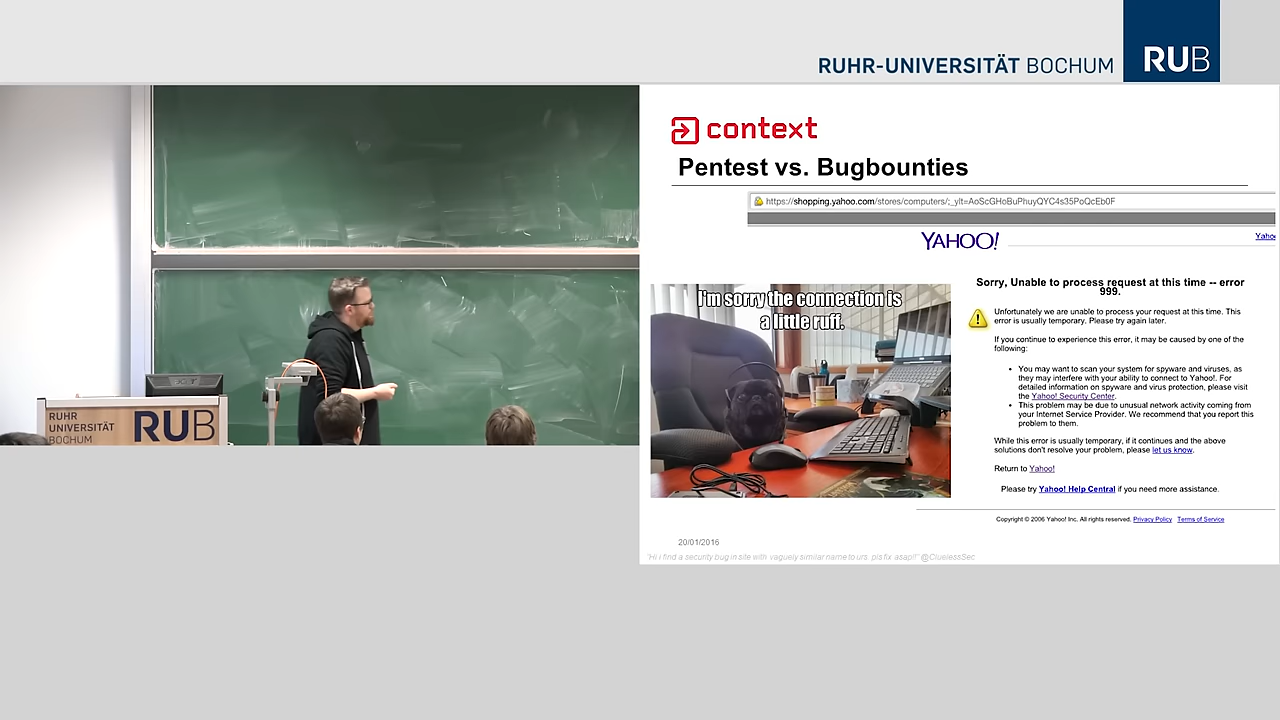 RUHR-UNIVERSITÄT BOCHUM RUB
context
Pentest vs. Bugbounties
https://shopping.yahoo.com/stores/computers/;_ylt=AoScGHoBuPhuyQYC4s35PoQcEb0F
YAHOO!
Yaho
Sorry, Unable to process request at this time -- error
999.
Unfortunately we are unable to process your request at this time. This
error is usually temporary. Please try again later.
If you continue to experience this error, it may be caused by one of the
following:
• You may want to scan your system for spyware and viruses, as
they may interfere with your ability to connect to Yahoo!. For
detailed information on spyware and virus protection, please visit
the Yahoo! Security Center.
• This problem may be due to unusual network activity coming from
your Internet Service Provider. We recommend that you report this
problem to them.
While this error is usually temporary, if it continues and the above
solutions don't resolve your problem, please let us know.
Return to Yahoo!
Please try Yahoo! Help Central if you need more assistance.
Copyright © 2006 Yahoo! Inc. All rights reserved. Privacy Policy Terms of Service
I'm sorry the connection is
a little ruff.
20/01/2016
"Hi i find a security bug in site with vaguely similar name to urs. pls fix asap!!" @CluelessSec
RUHR
UNIVERSITÄT
BOCHUM
RUB